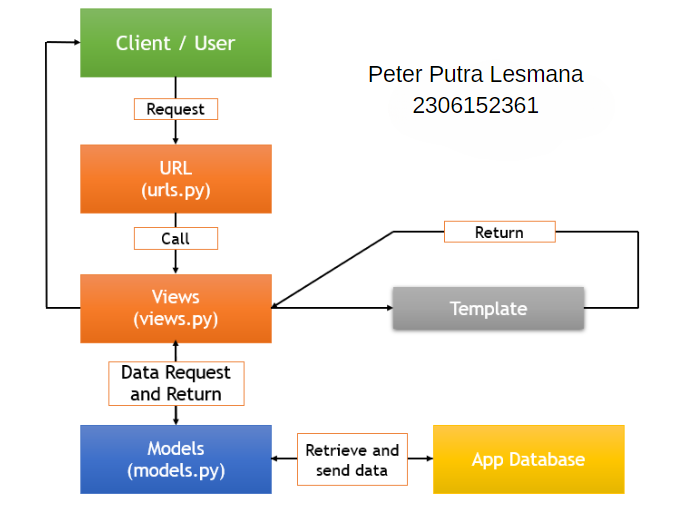 Client / User
Peter Putra Lesmana
2306152361
Request
URL
(urls.py)
Call
Return
Views
(views.py)
Template
Data Request
and Return
Models
(models.py)
Retrieve and
send data
App Database